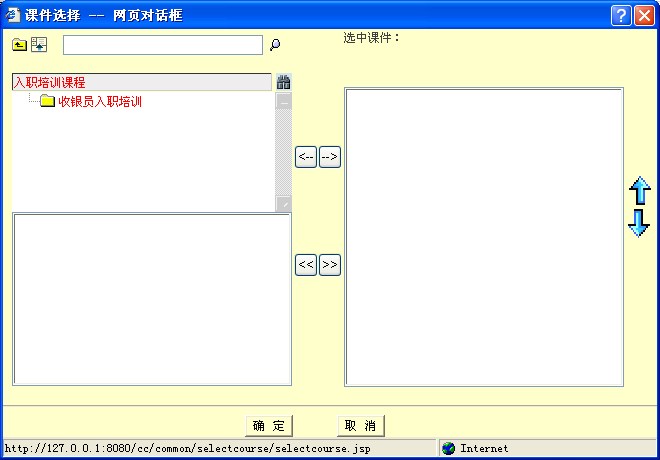 课件选择 -- 网页对话框
选中课件：
入职培训课程
收银员入职培训
<-- -->
<< >>
确 定 取 消
http://127.0.0.1:8080/cc/common/selectcourse/selectcourse.jsp Internet